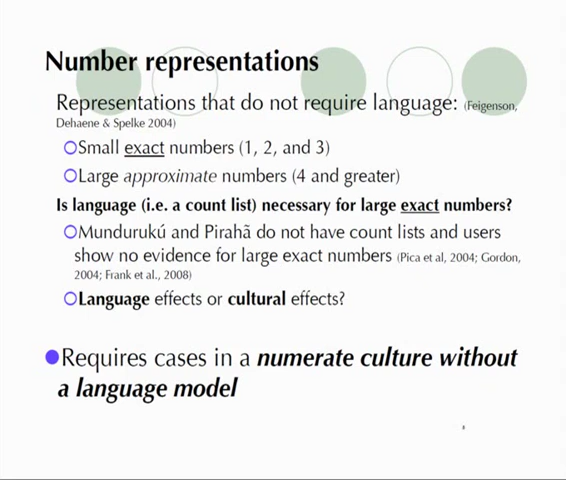 Number representations
Representations that do not require language: (Feigenson,
Dehaene & Spelke 2004)
Small exact numbers (1, 2, and 3)
Large approximate numbers (4 and greater)
Is language (i.e. a count list) necessary for large exact numbers?
Mundurukú and Pirahã do not have count lists and users
show no evidence for large exact numbers (Pica et al, 2004; Gordon,
2004; Frank et al., 2008)
Language effects or cultural effects?
Requires cases in a numerate culture without
a language model